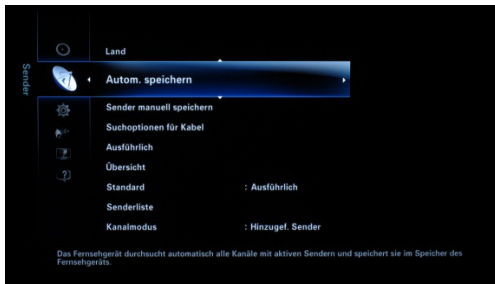 Sender
Land
Autom. speichern
Sender manuell speichern
Suchoptionen für Kabel
Ausführlich
Übersicht
Standard : Ausführlich
Senderliste
Kanalmodus : Hinzugef. Sender
Das Fernsehgerät durchsucht automatisch alle Kanäle mit aktiven Sendern und speichert sie im Speicher des
Fernsehgeräts.